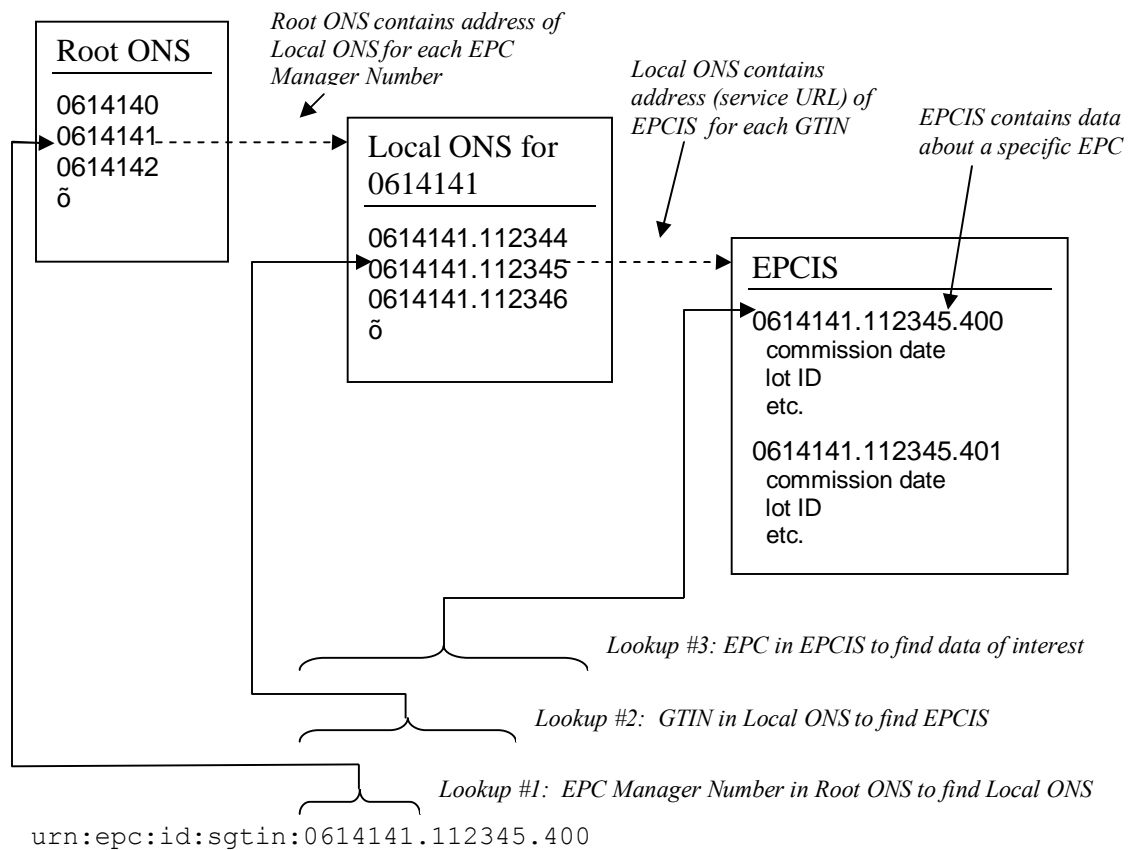 Root ONS
0614140
0614141
0614142
õ
Root ONS contains address of
Local ONS for each EPC
Manager Number
Local ONS for
0614141
0614141.112344
0614141.112345
0614141.112346
õ
Local ONS contains
address (service URL) of
EPCIS for each GTIN
EPCIS contains data
about a specific EPC
EPCIS
0614141.112345.400
commission date
lot ID
etc.
0614141.112345.401
commission date
lot ID
etc.
Lookup #3: EPC in EPCIS to find data of interest
Lookup #2: GTIN in Local ONS to find EPCIS
Lookup #1: EPC Manager Number in Root ONS to find Local ONS
urn:epc:id:sgtin:0614141.112345.400